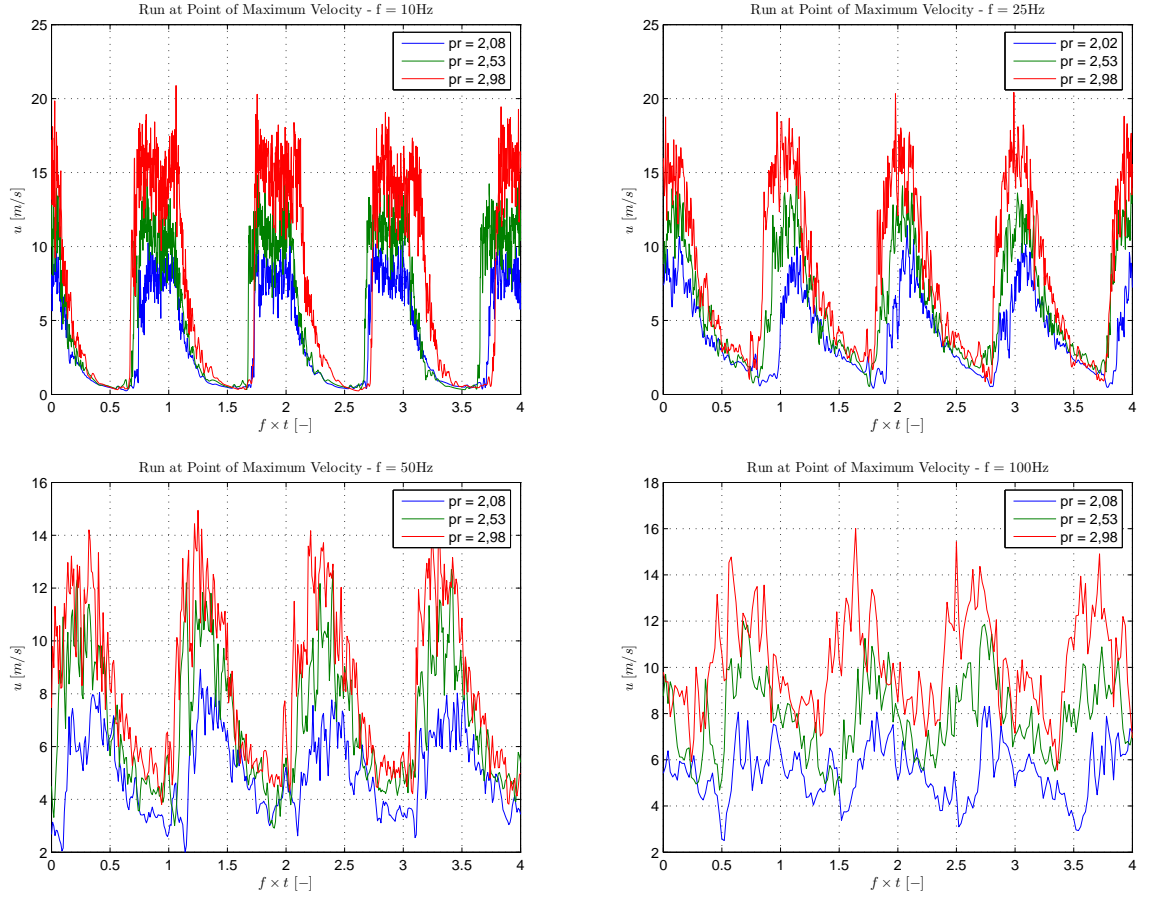 Run at Point of Maximum Velocity - f = 10Hz
25
20
15
10
5
0
u [m/s]
pr = 2,08
pr = 2,53
pr = 2,98
0 0.5 1 1.5 2 2.5 3 3.5 4
f × t [−]
Run at Point of Maximum Velocity - f = 25Hz
25
20
15
10
5
0
u [m/s]
pr = 2,02
pr = 2,53
pr = 2,98
0 0.5 1 1.5 2 2.5 3 3.5 4
f × t [−]
Run at Point of Maximum Velocity - f = 50Hz
16
14
12
10
8
6
4
2
u [m/s]
pr = 2,08
pr = 2,53
pr = 2,98
0 0.5 1 1.5 2 2.5 3 3.5 4
f × t [−]
Run at Point of Maximum Velocity - f = 100Hz
18
16
14
12
10
8
6
4
2
u [m/s]
pr = 2,08
pr = 2,53
pr = 2,98
0 0.5 1 1.5 2 2.5 3 3.5 4
f × t [−]